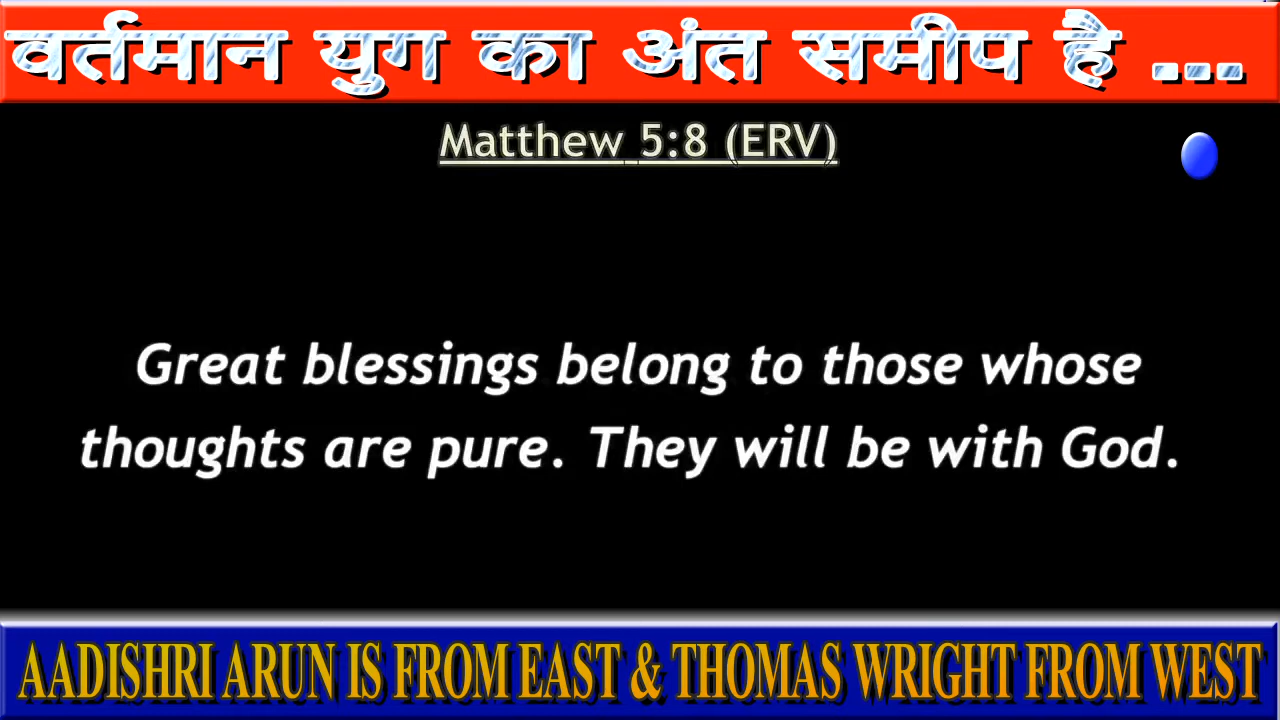 वर्तमान युग का अंत समीप है ...
Matthew 5:8 (ERV)
Great blessings belong to those whose
thoughts are pure. They will be with God.
AADISHRI ARUN IS FROM EAST & THOMAS WRIGHT FROM WEST